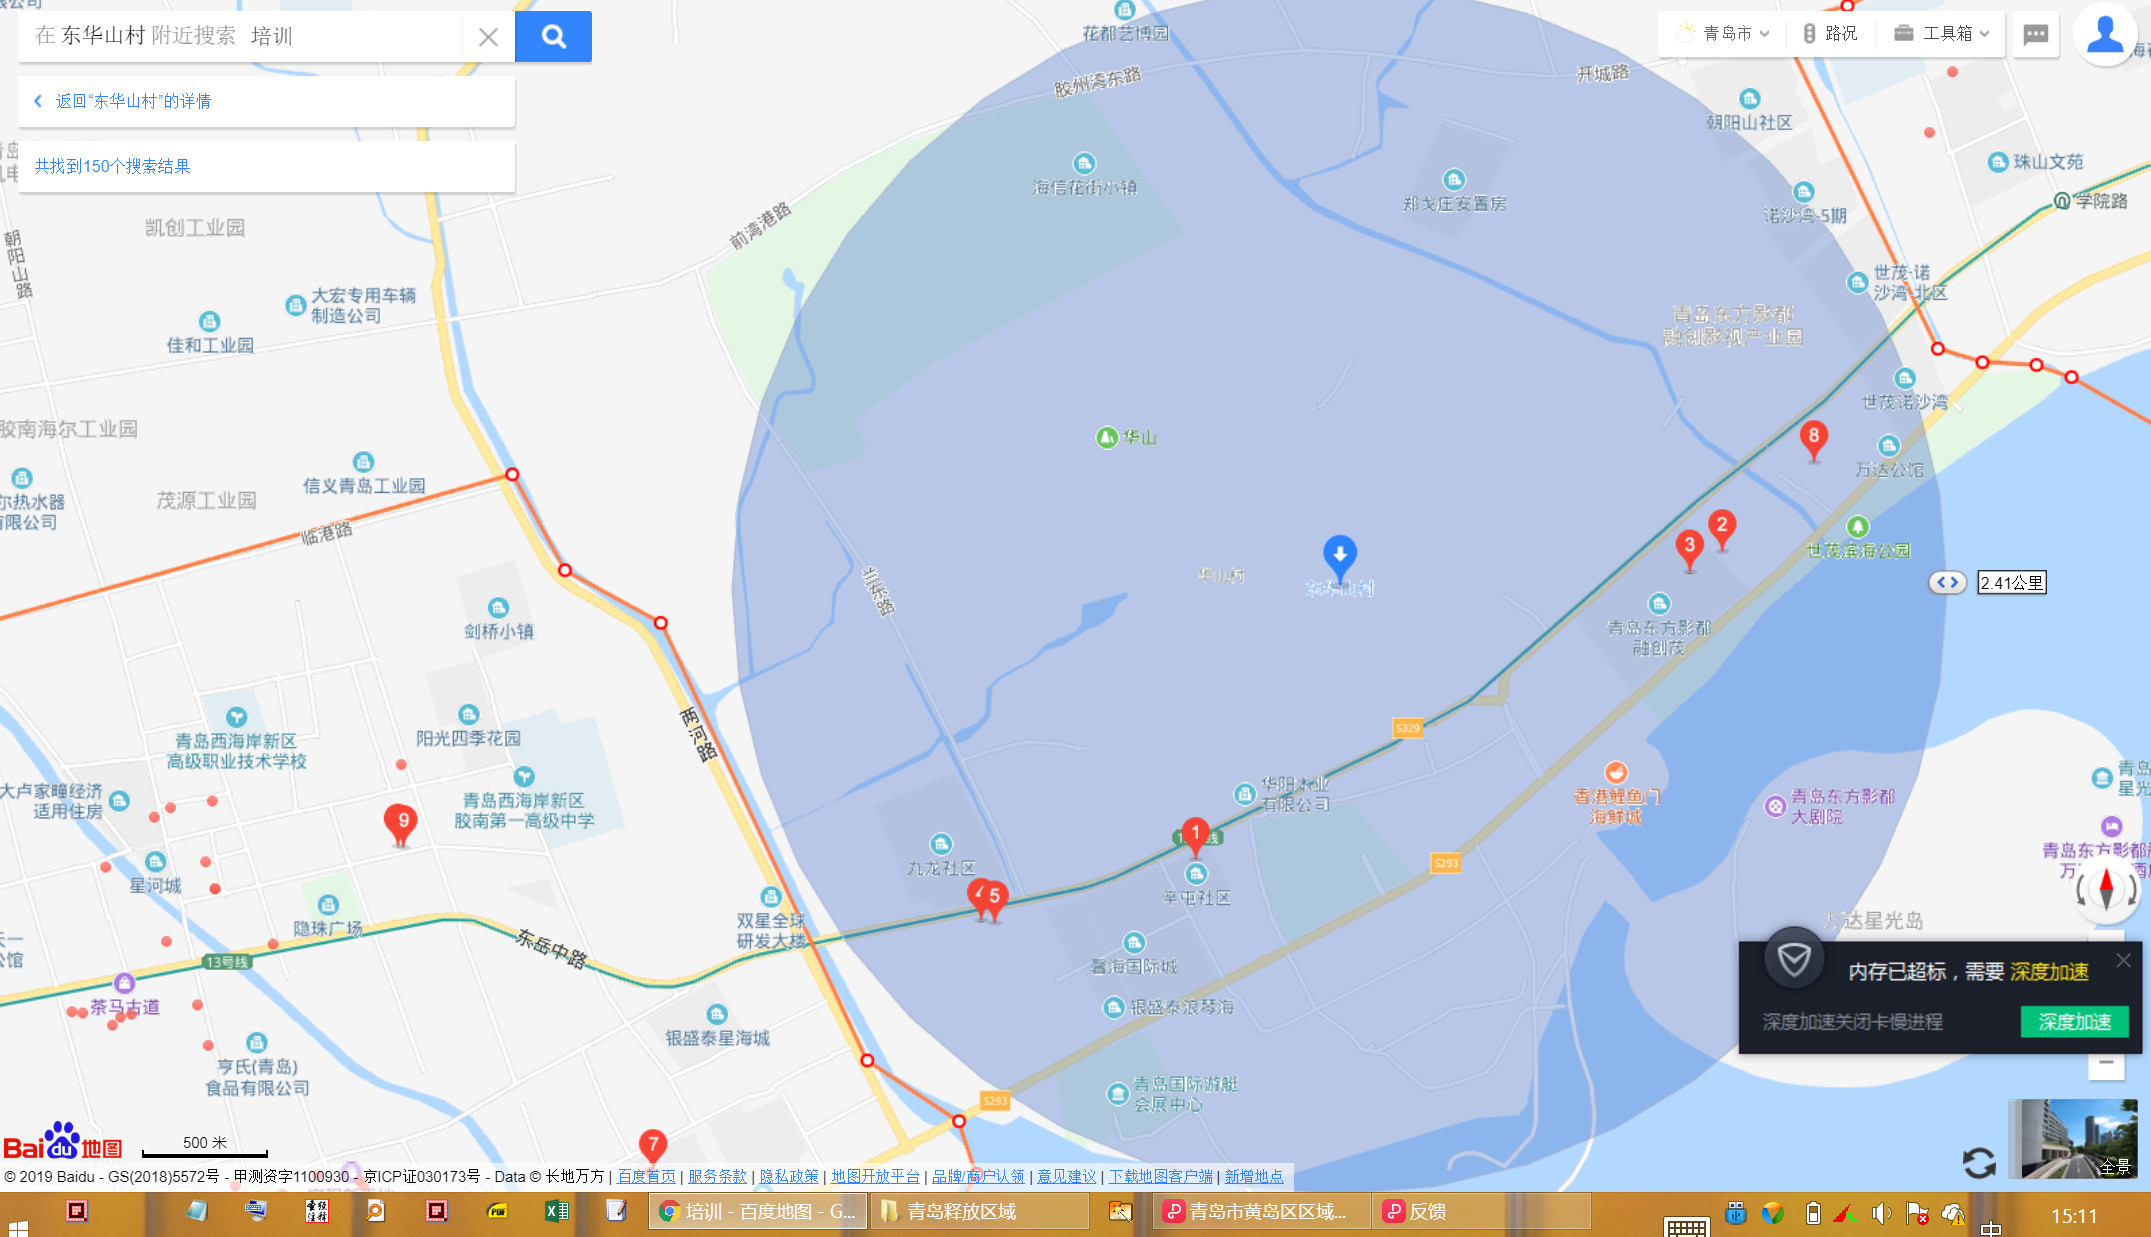 在 东华山村 附近搜索 培训
返回“东华山村”的详情
共找到150个搜索结果
青岛市
路况
工具箱
花都艺博园
胶州湾东路
开城路
朝阳山社区
珠山文苑
学院路
海信花街小镇
郑戈庄安置房
诺沙湾-5期
前湾港路
凯创工业园
朝阳山路
大宏专用车辆
制造公司
佳和工业园
世茂-诺
沙湾-北区
青岛东方影都
融创影视产业园
世茂诺沙湾
胶南海尔工业园
华山
8
万达公馆
信义青岛工业园
茂源工业园
尔热水器
有限公司
临港路
2
3
世茂滨海公园
华山村
东华山村
2.41公里
剑桥小镇
青岛东方影都
融创茂
两河路
阳光四季花园
青岛西海岸新区
高级职业技术学校
S329
青岛西海岸新区
胶南第一高级中学
大卢家疃经济
适用住房
9
华阳木业
有限公司
香港鲤鱼门
海鲜城
青岛东方影都
大剧院
1
S293
九龙社区
辛屯社区
4
5
星河城
隐珠广场
双星全球
研发大楼
东岳中路
13号线
馨海国际城
银盛泰浪琴海
万达星光岛
茶马古道
银盛泰星海城
亨氏(青岛)
食品有限公司
青岛国际游艇
会展中心
S293
7
内存已超标，需要 深度加速
深度加速关闭卡慢进程
深度加速
全景
Baidu地图
500 米
© 2019 Baidu - GS(2018)5572号 - 甲测资字1100930 - 京ICP证030173号 - Data © 长地万方 | 百度首页 | 服务条款 | 隐私政策 | 地图开放平台 | 品牌/商户认领 | 意见建议 | 下载地图客户端 | 新增地点
培训 - 百度地图 - G...
青岛释放区域
青岛市黄岛区区域...
反馈
中
15:11